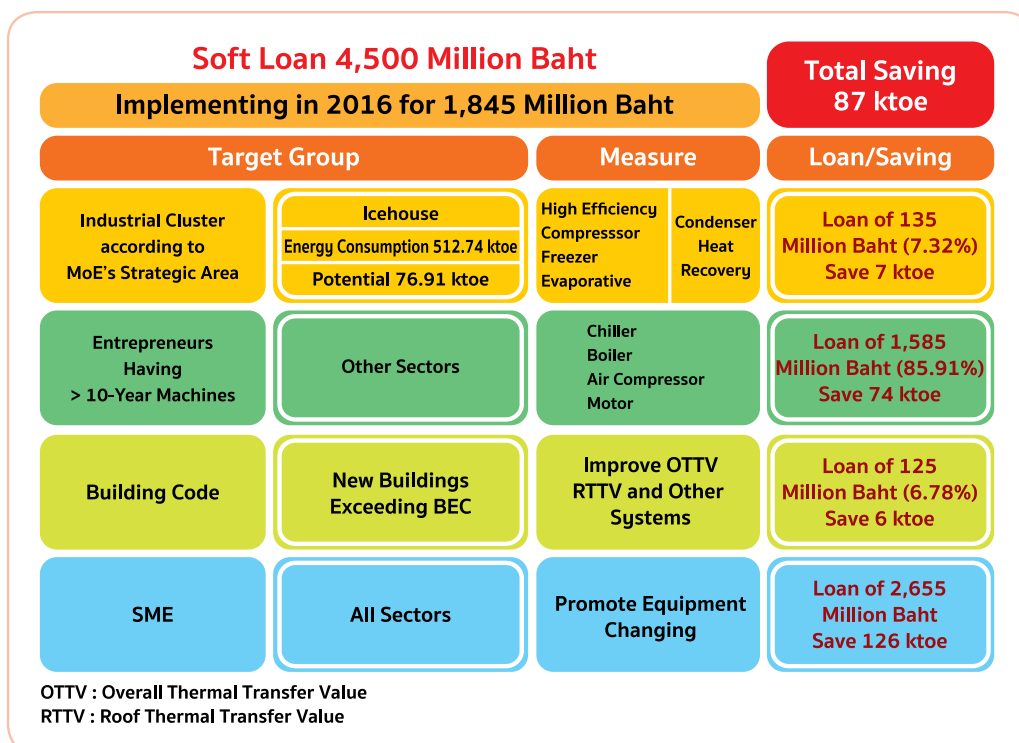 Soft Loan 4,500 Million Baht
Implementing in 2016 for 1,845 Million Baht
Total Saving
87 ktoe
Target Group
Measure
Loan/Saving
Industrial Cluster
according to
MoE's Strategic Area
Icehouse
Energy Consumption 512.74 ktoe
Potential 76.91 ktoe
High Efficiency
Compresssor
Freezer
Evaporative
Condenser
Heat
Recovery
Loan of 135
Million Baht (7.32%)
Save 7 ktoe
Entrepreneurs
Having
> 10-Year Machines
Other Sectors
Chiller
Boiler
Air Compressor
Motor
Loan of 1,585
Million Baht (85.91%)
Save 74 ktoe
Building Code
New Buildings
Exceeding BEC
Improve OTTV
RTTV and Other
Systems
Loan of 125
Million Baht (6.78%)
Save 6 ktoe
SME
All Sectors
Promote Equipment
Changing
Loan of 2,655
Million Baht
Save 126 ktoe
OTTV : Overall Thermal Transfer Value
RTTV : Roof Thermal Transfer Value